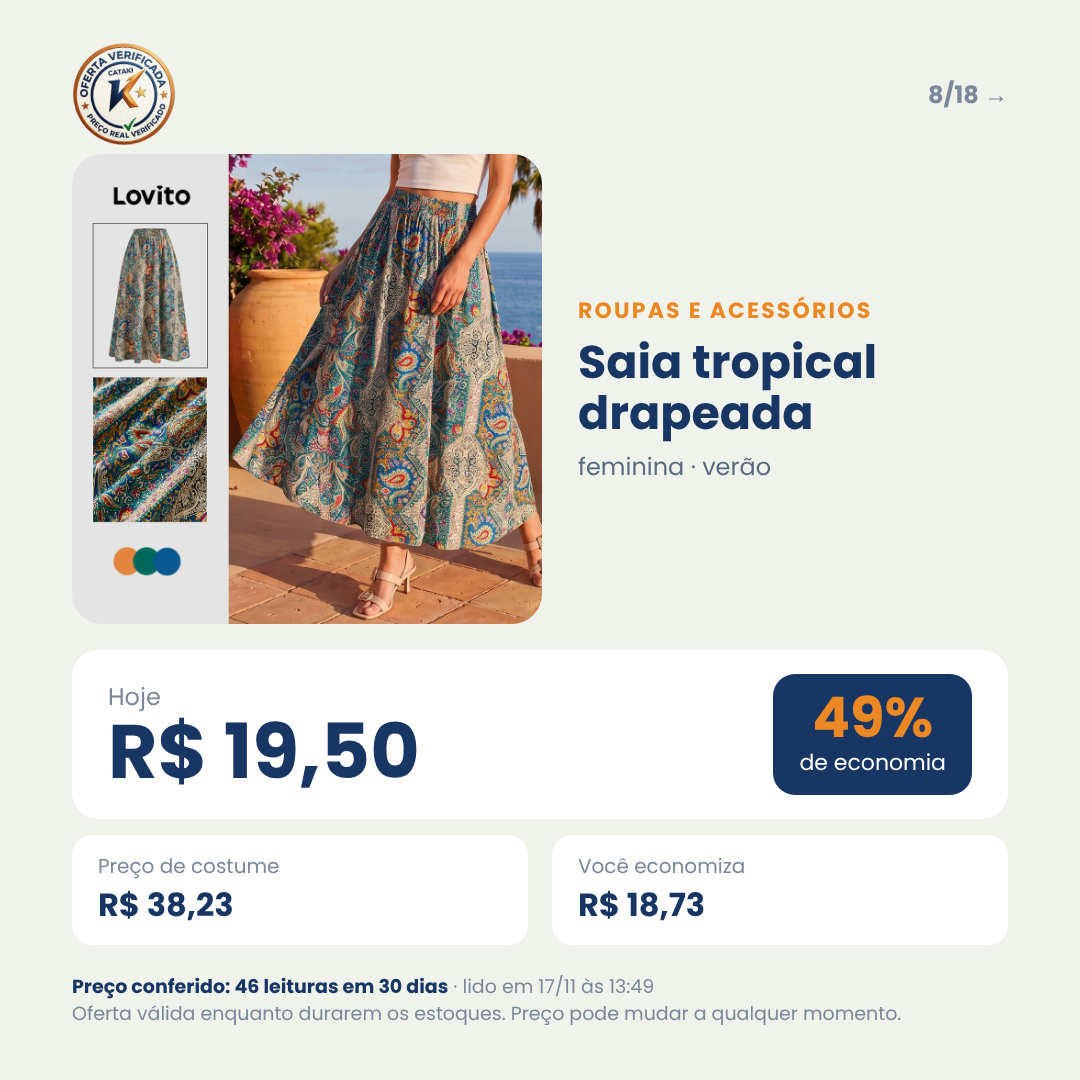 OFERTA VERIFICADA
CATAKI
K
PREÇO REAL VERIFICADO
8/18 →
Lovito
ROUPAS E ACESSÓRIOS
Saia tropical
drapeada
feminina · verão
Hoje
R$ 19,50
49%
de economia
Preço de costume
R$ 38,23
Você economiza
R$ 18,73
Preço conferido: 46 leituras em 30 dias · lido em 17/11 às 13:49
Oferta válida enquanto durarem os estoques. Preço pode mudar a qualquer momento.